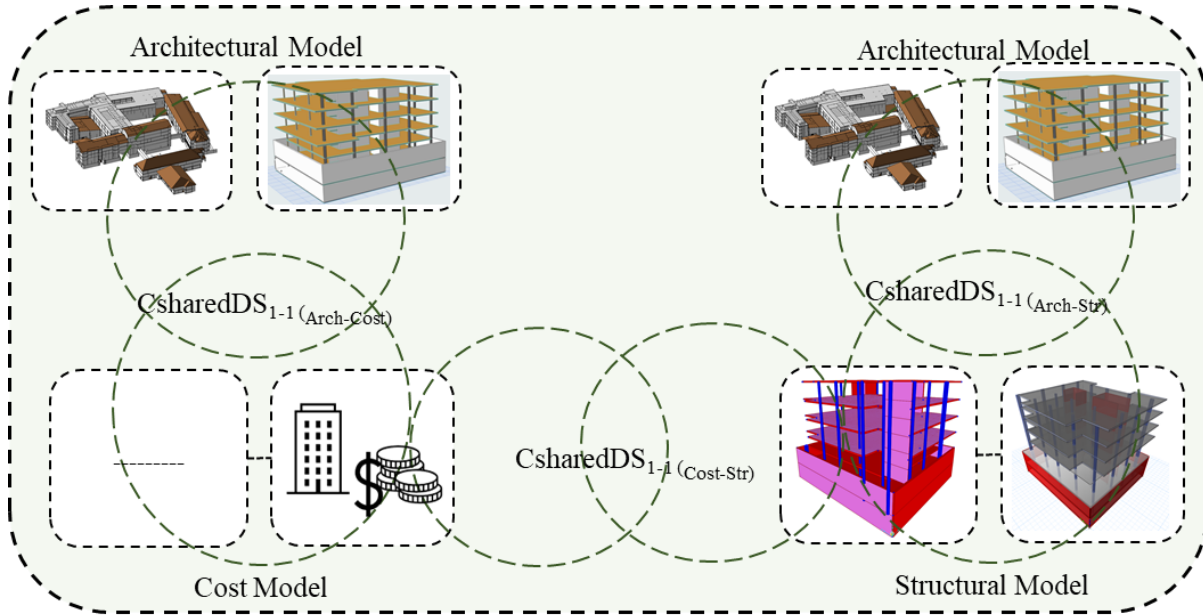 Architectural Model
Architectural Model
CsharedDS1-1 (Arch-Cost)
CsharedDS1-1 (Arch-Str)
$
CsharedDS1-1 (Cost-Str)
Cost Model
Structural Model